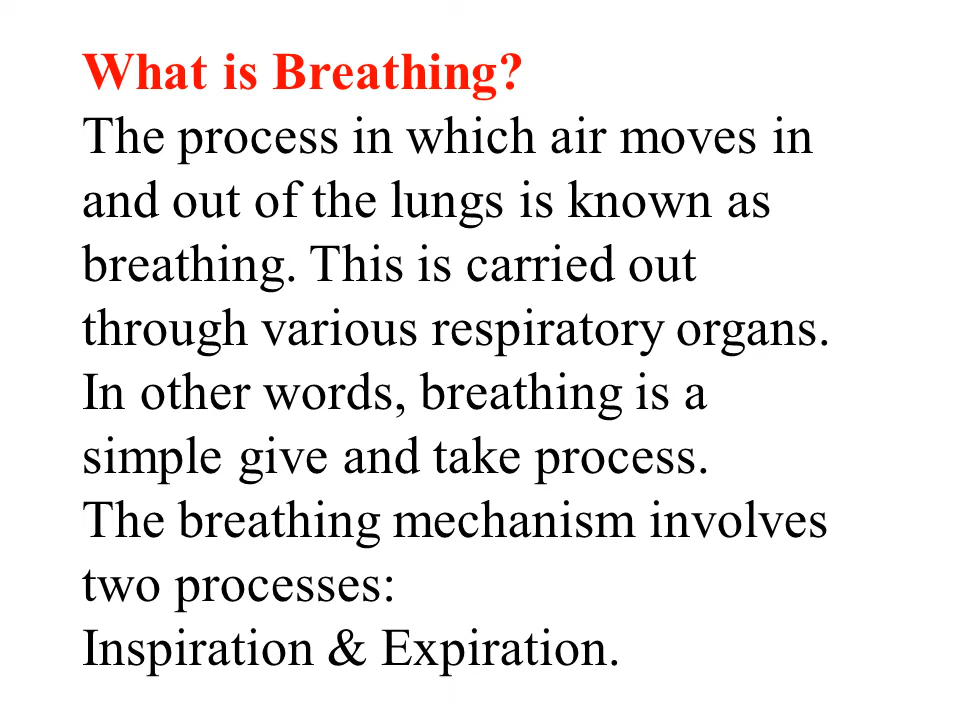 What is Breathing?
The process in which air moves in
and out of the lungs is known as
breathing. This is carried out
through various respiratory organs.
In other words, breathing is a
simple give and take process.
The breathing mechanism involves
two processes:
Inspiration & Expiration.